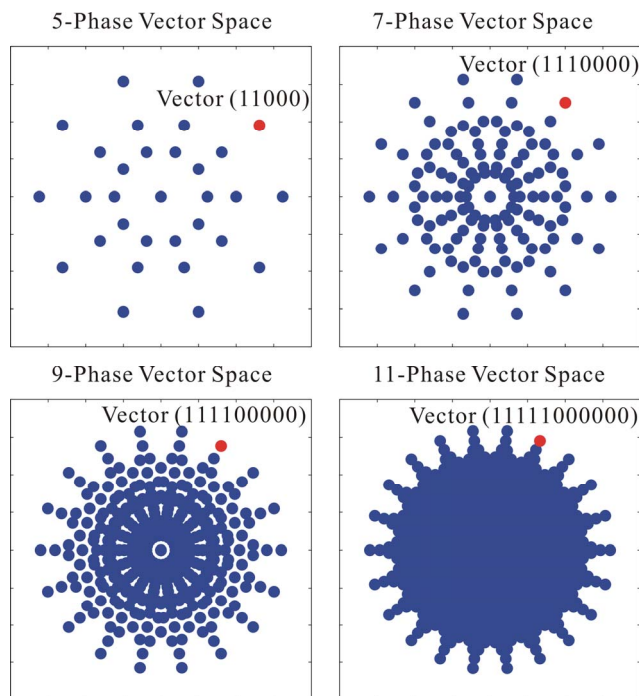 5-Phase Vector Space
Vector (11000)
7-Phase Vector Space
Vector (1110000)
9-Phase Vector Space
Vector (111100000)
11-Phase Vector Space
Vector (11111000000)